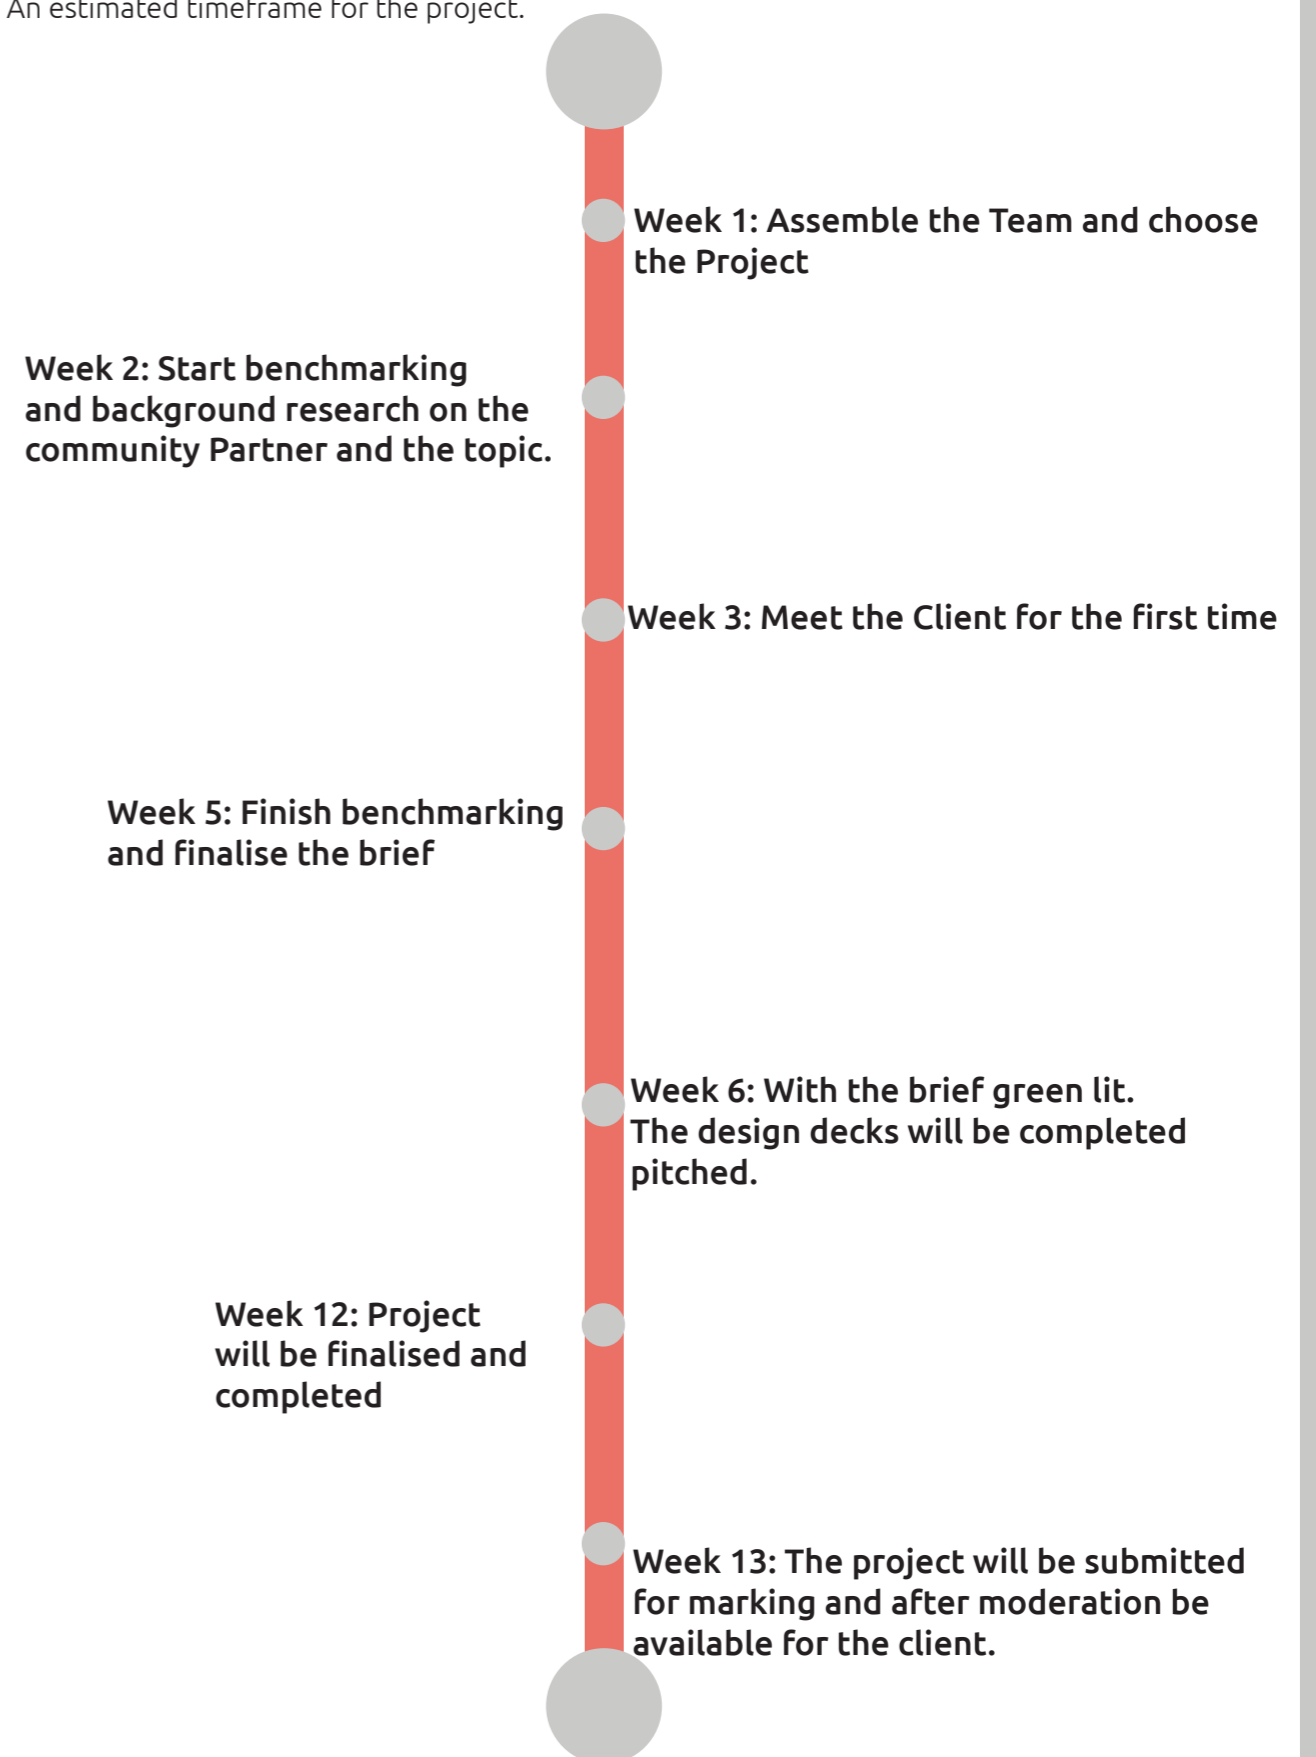 An estimated timeframe for the project.
Week 1: Assemble the Team and choose
the Project
Week 2: Start benchmarking
and background research on the
community Partner and the topic.
Week 3: Meet the Client for the first time
Week 5: Finish benchmarking
and finalise the brief
Week 6: With the brief green lit.
The design decks will be completed
pitched.
Week 12: Project
will be finalised and
completed
Week 13: The project will be submitted
for marking and after moderation be
available for the client.